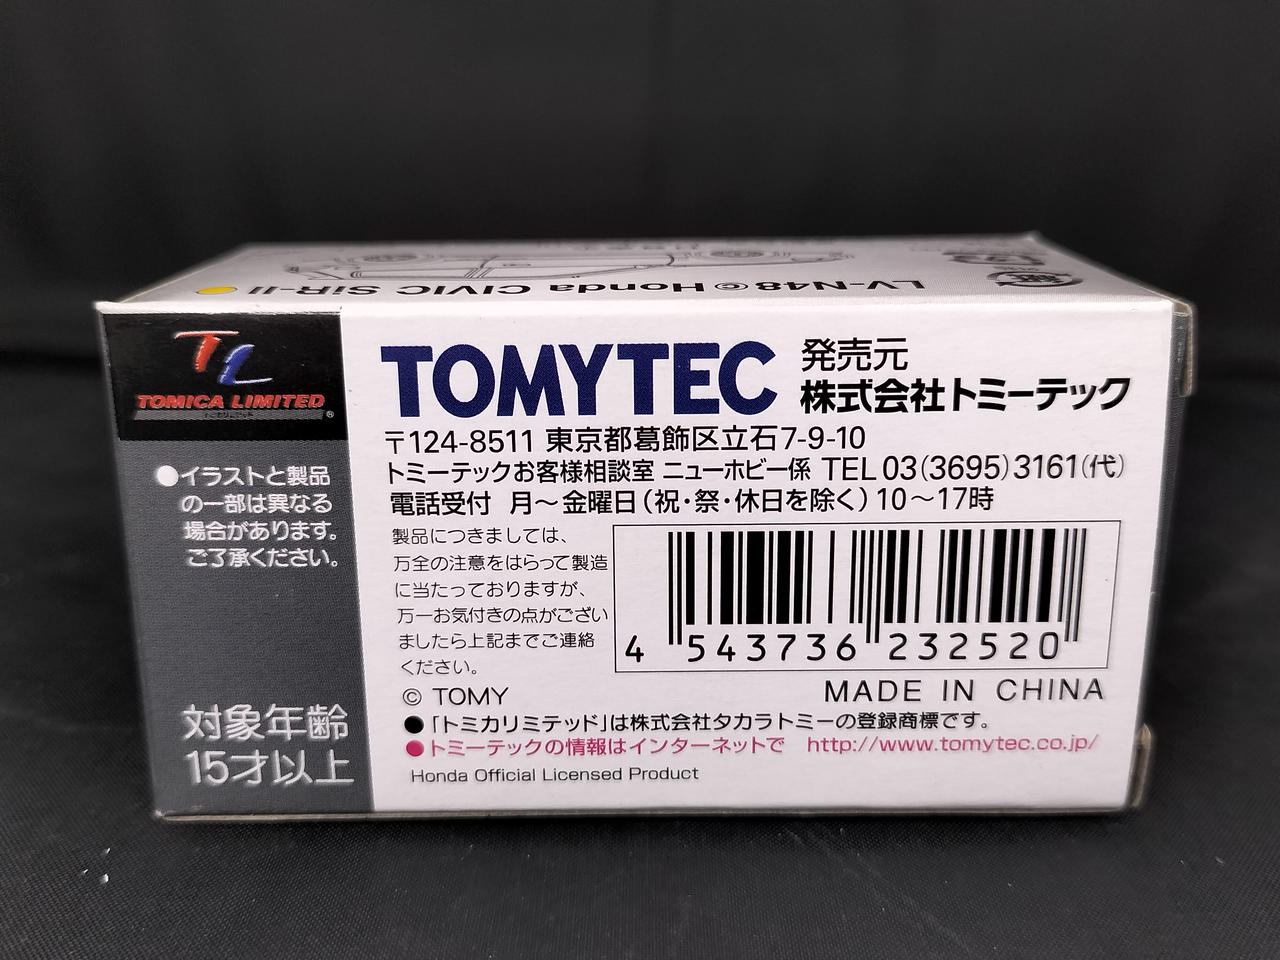 LV-N48 ⓒ Honda CIVIC SiR-II
TL
TOMICA LIMITED
トミカリミテッド
®
●イラストと製品
の一部は異なる
場合があります。
ご了承ください。
対象年齢
15才以上
TOMYTEC
発売元
株式会社トミーテック
〒124-8511 東京都葛飾区立石7-9-10
トミーテックお客様相談室 ニューホビー係 TEL 03(3695)3161(代)
電話受付 月～金曜日(祝・祭・休日を除く)10～17時
製品につきましては、
万全の注意をはらって製造
に当たっておりますが、
万一お気付きの点がござい
ましたら上記までご連絡
ください。
4 543736 232520
© TOMY
MADE IN CHINA
●「トミカリミテッド」は株式会社タカラトミーの登録商標です。
●トミーテックの情報はインターネットで http://www.tomytec.co.jp/
Honda Official Licensed Product